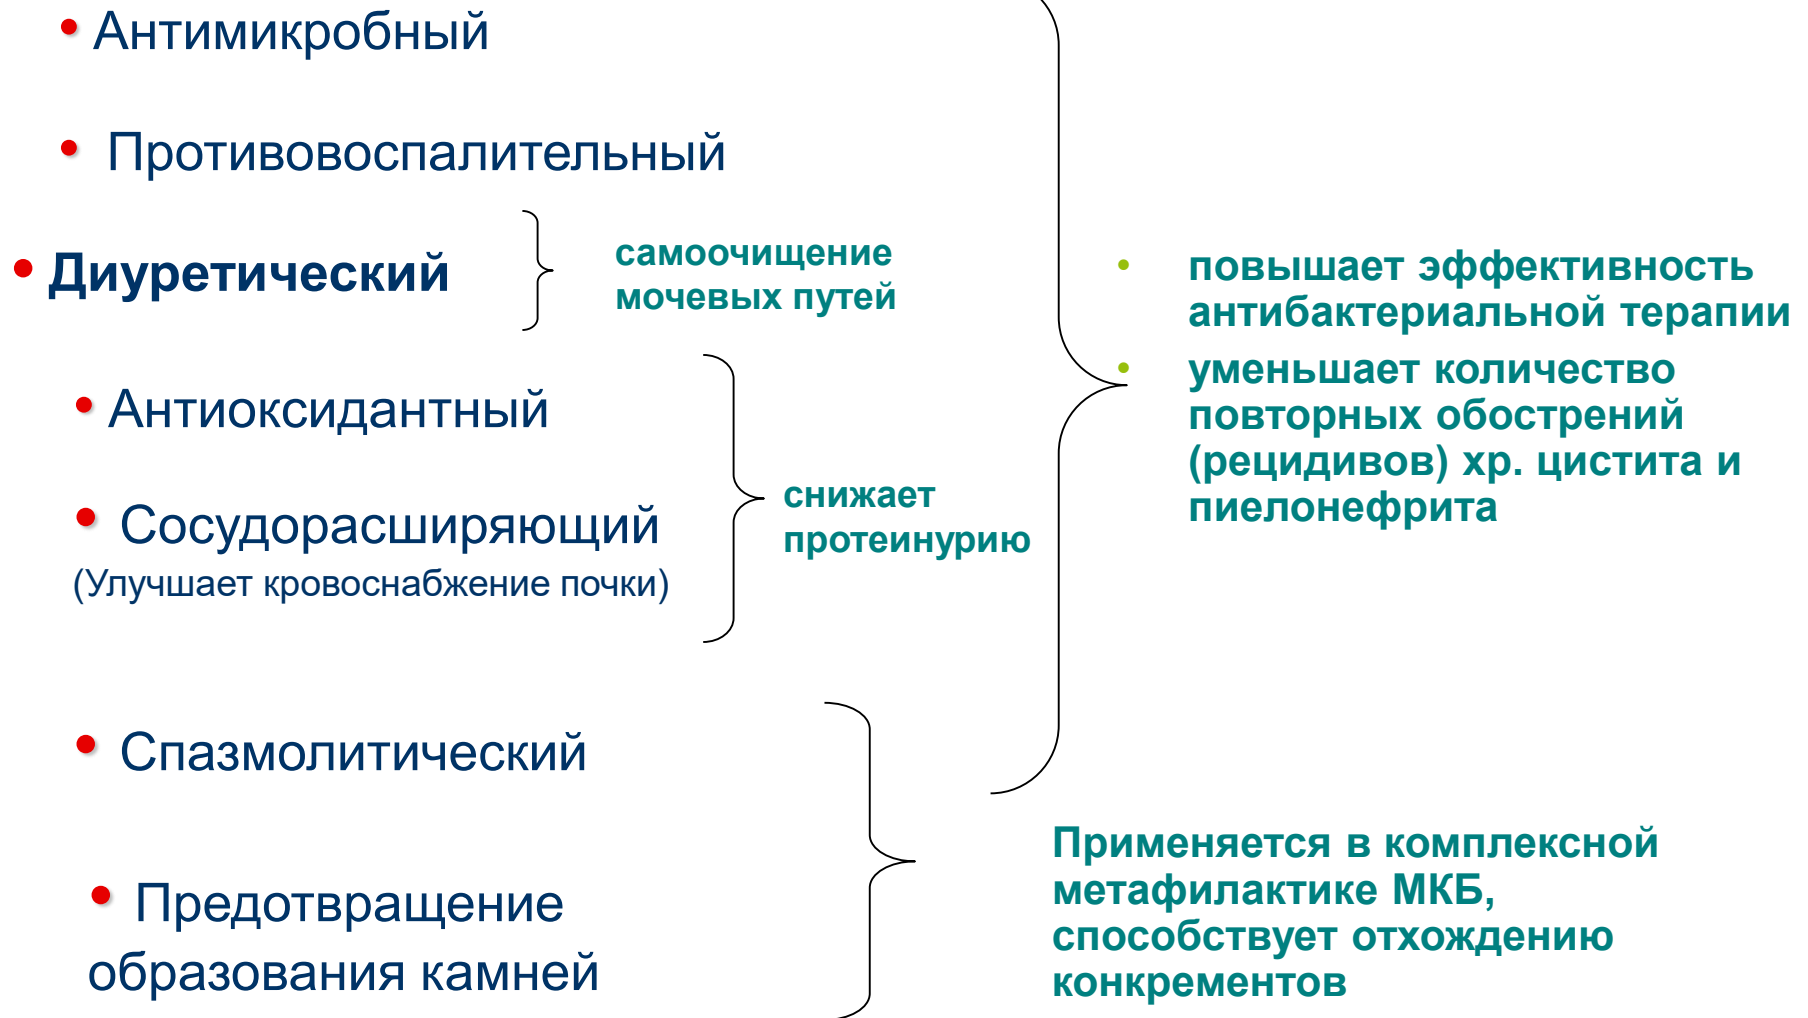 • Антимикробный
• Противовоспалительный
• Диуретический
самоочищение
мочевых путей
• Антиоксидантный
• Сосудорасширяющий
(Улучшает кровоснабжение почки)
снижает
протеинурию
• Спазмолитический
• Предотвращение
образования камней
• повышает эффективность
антибактериальной терапии
• уменьшает количество
повторных обострений
(рецидивов) хр. цистита и
пиелонефрита
Применяется в комплексной
метафилактике МКБ,
способствует отхождению
конкрементов